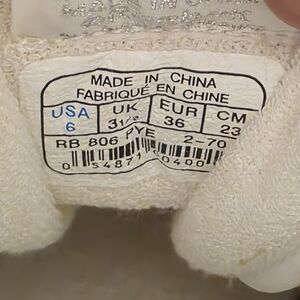 MADE IN CHINA
FABRIQUÉ EN CHINE
USA UK EUR CM
6 3½ 36 23
RB 806 PYE 2-70
0 54871 0400